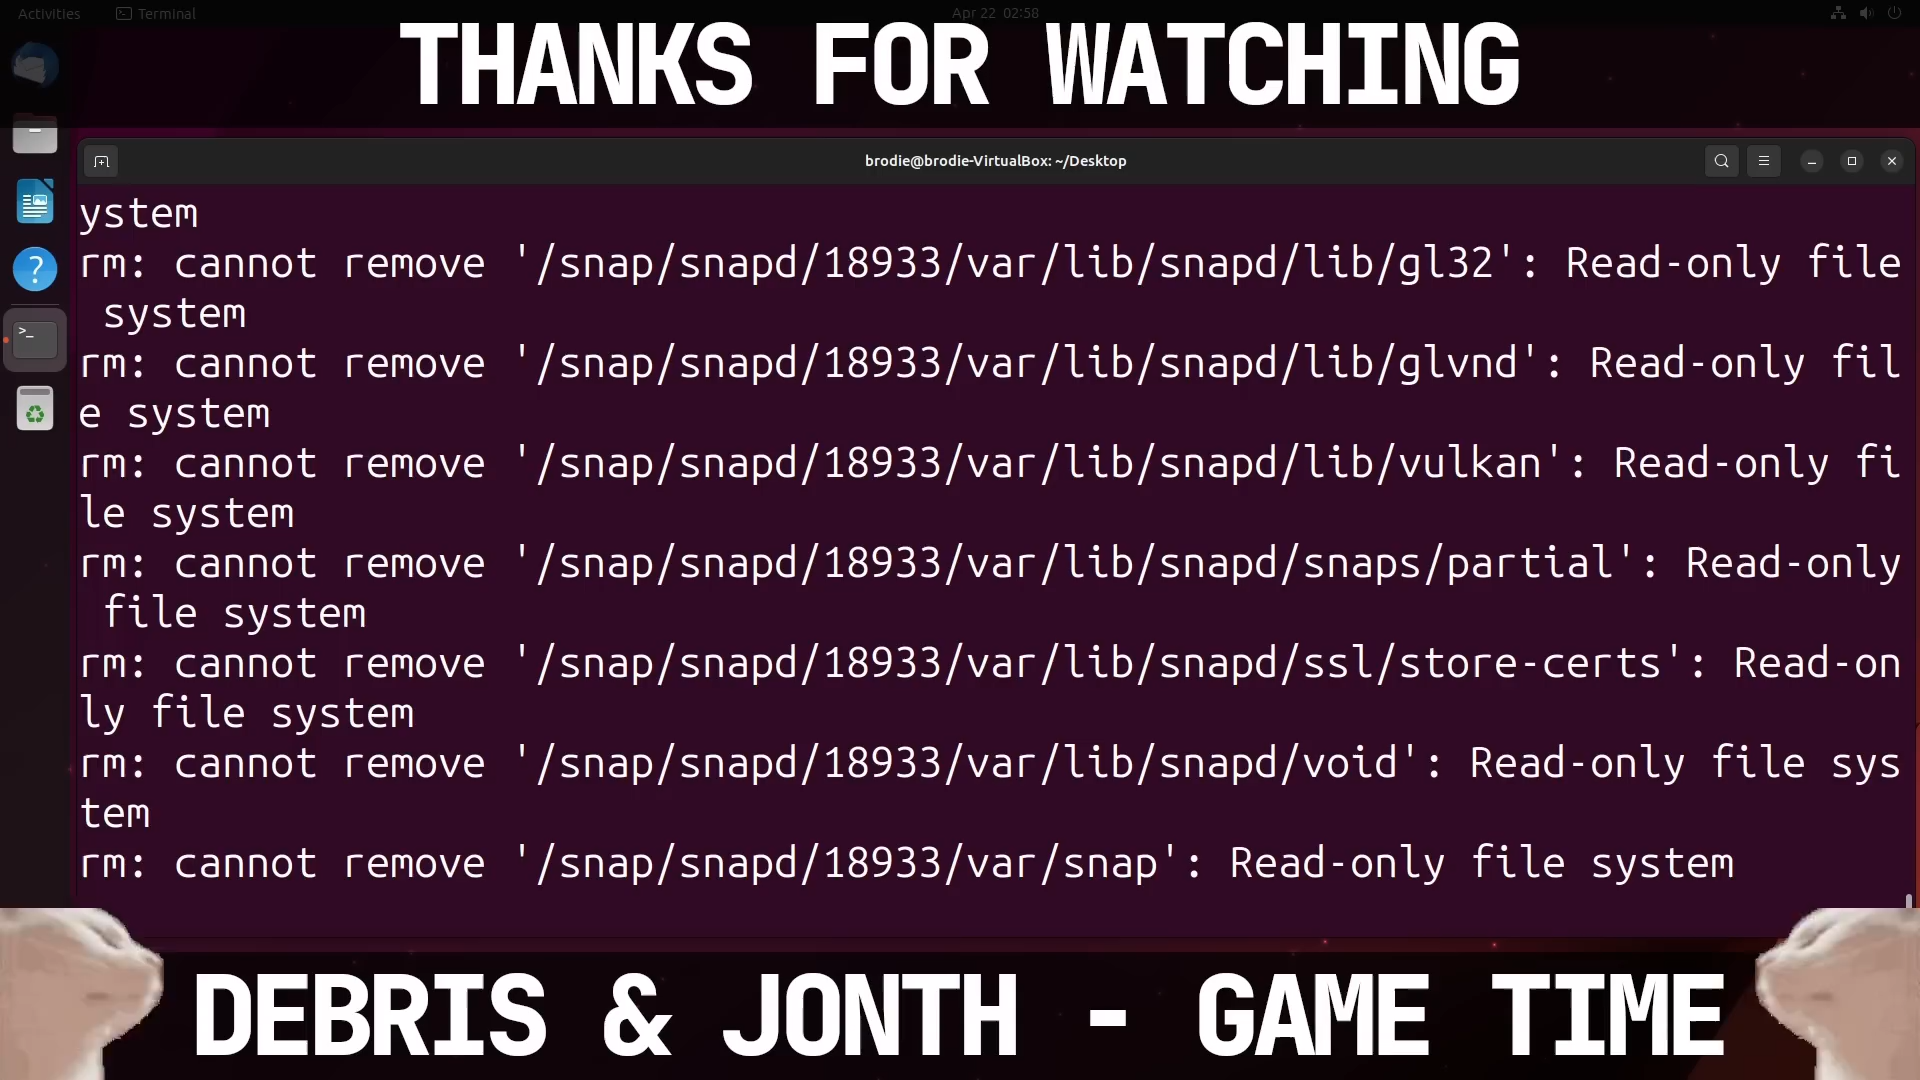 Activities Terminal Apr 22 02:58
THANKS FOR WATCHING
brodie@brodie-VirtualBox: ~/Desktop
ystem
rm: cannot remove '/snap/snapd/18933/var/lib/snapd/lib/gl32': Read-only file
 system
rm: cannot remove '/snap/snapd/18933/var/lib/snapd/lib/glvnd': Read-only fil
e system
rm: cannot remove '/snap/snapd/18933/var/lib/snapd/lib/vulkan': Read-only fi
le system
rm: cannot remove '/snap/snapd/18933/var/lib/snapd/snaps/partial': Read-only
 file system
rm: cannot remove '/snap/snapd/18933/var/lib/snapd/ssl/store-certs': Read-on
ly file system
rm: cannot remove '/snap/snapd/18933/var/lib/snapd/void': Read-only file sys
tem
rm: cannot remove '/snap/snapd/18933/var/snap': Read-only file system
DEBRIS & JONTH - GAME TIME